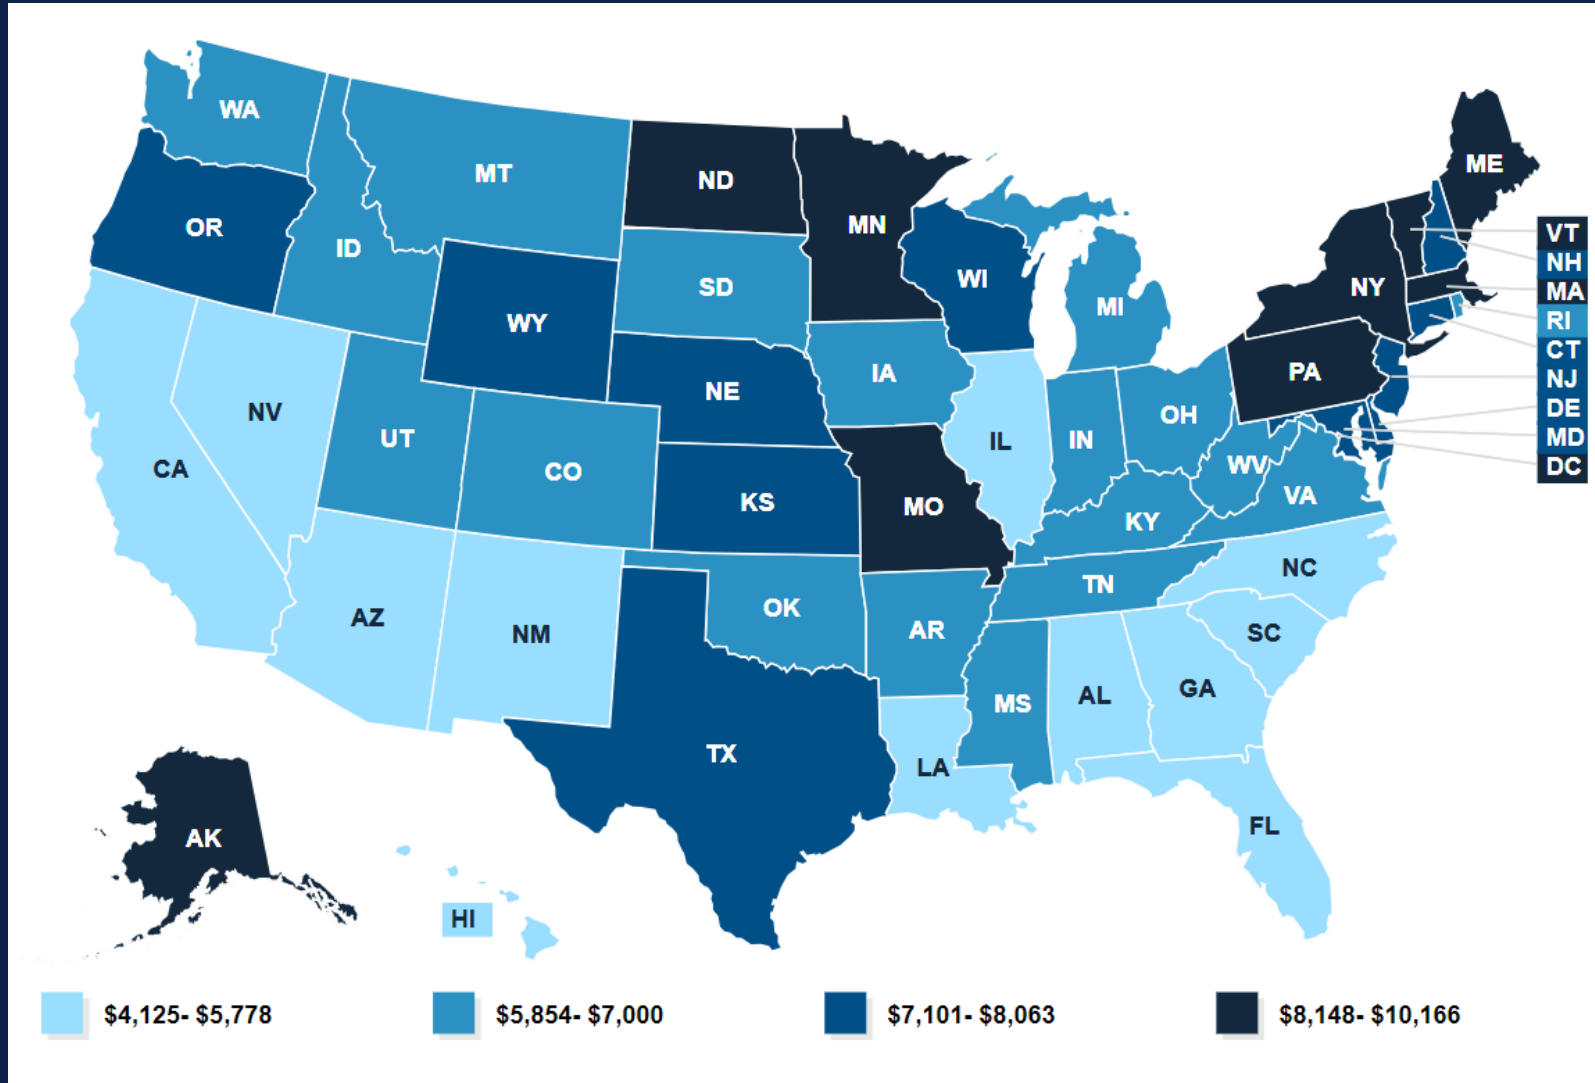 WA
MT
ND
MN
ME
OR
ID
SD
WI
MI
NY
VT
NH
MA
RI
CT
NJ
DE
MD
DC
WY
IA
PA
NE
NV
UT
CO
KS
MO
IL
IN
OH
WV
VA
CA
KY
NC
TN
AZ
NM
OK
AR
SC
MS
AL
GA
TX
LA
FL
AK
HI
$4,125- $5,778
$5,854- $7,000
$7,101- $8,063
$8,148- $10,166